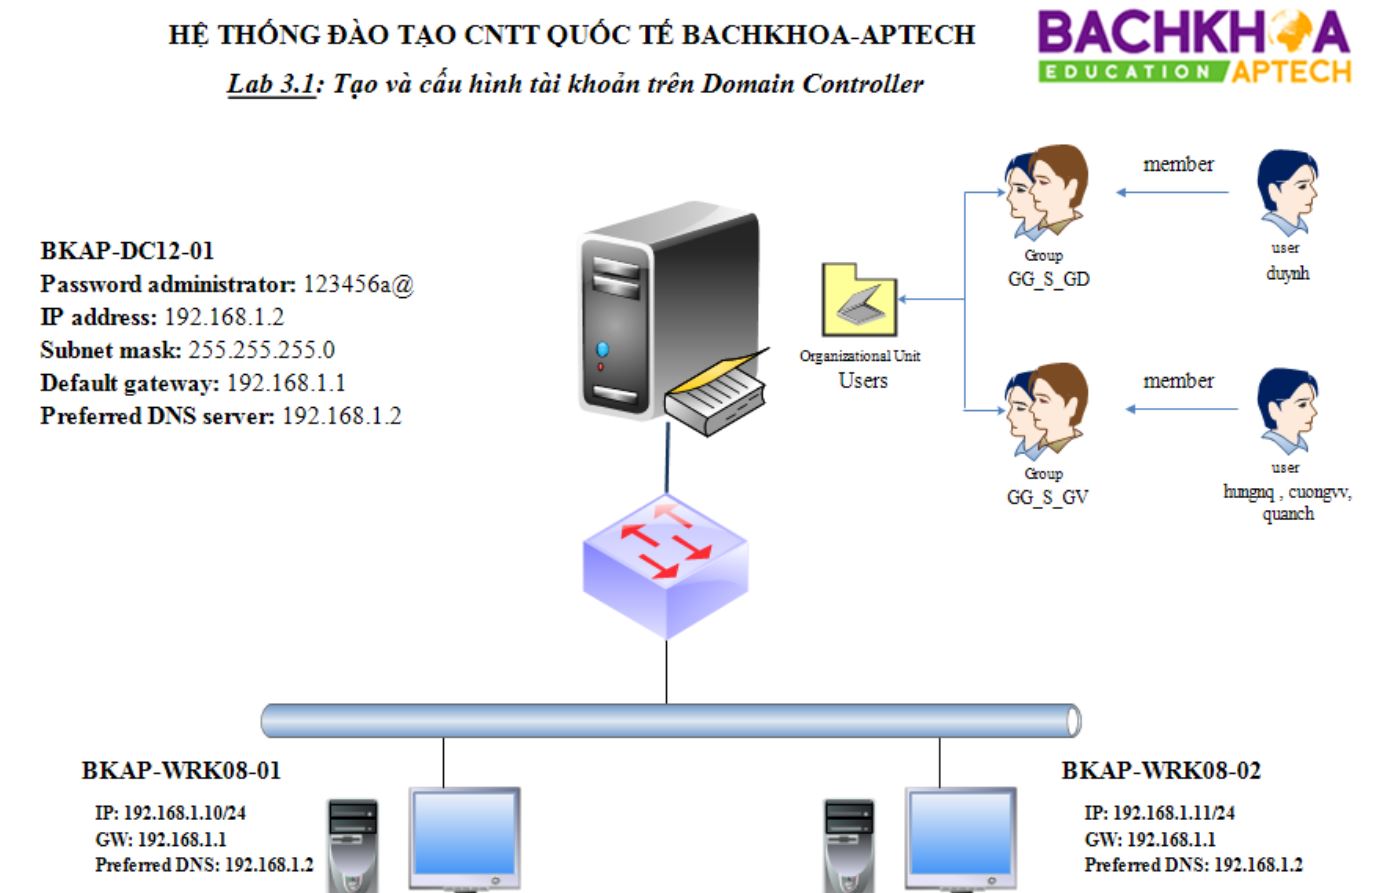 HỆ THỐNG ĐÀO TẠO CNTT QUỐC TẾ BACHKHOA-APTECH
Lab 3.1: Tạo và cấu hình tài khoản trên Domain Controller
BACHKHOA
EDUCATION APTECH
BKAP-DC12-01
Password administrator: 123456a@
IP address: 192.168.1.2
Subnet mask: 255.255.255.0
Default gateway: 192.168.1.1
Preferred DNS server: 192.168.1.2
Organizational Unit
Users
Group
GG_S_GD
member
user
duynh
Group
GG_S_GV
member
user
hungnq , cuongvv,
quanch
BKAP-WRK08-01
IP: 192.168.1.10/24
GW: 192.168.1.1
Preferred DNS: 192.168.1.2
BKAP-WRK08-02
IP: 192.168.1.11/24
GW: 192.168.1.1
Preferred DNS: 192.168.1.2